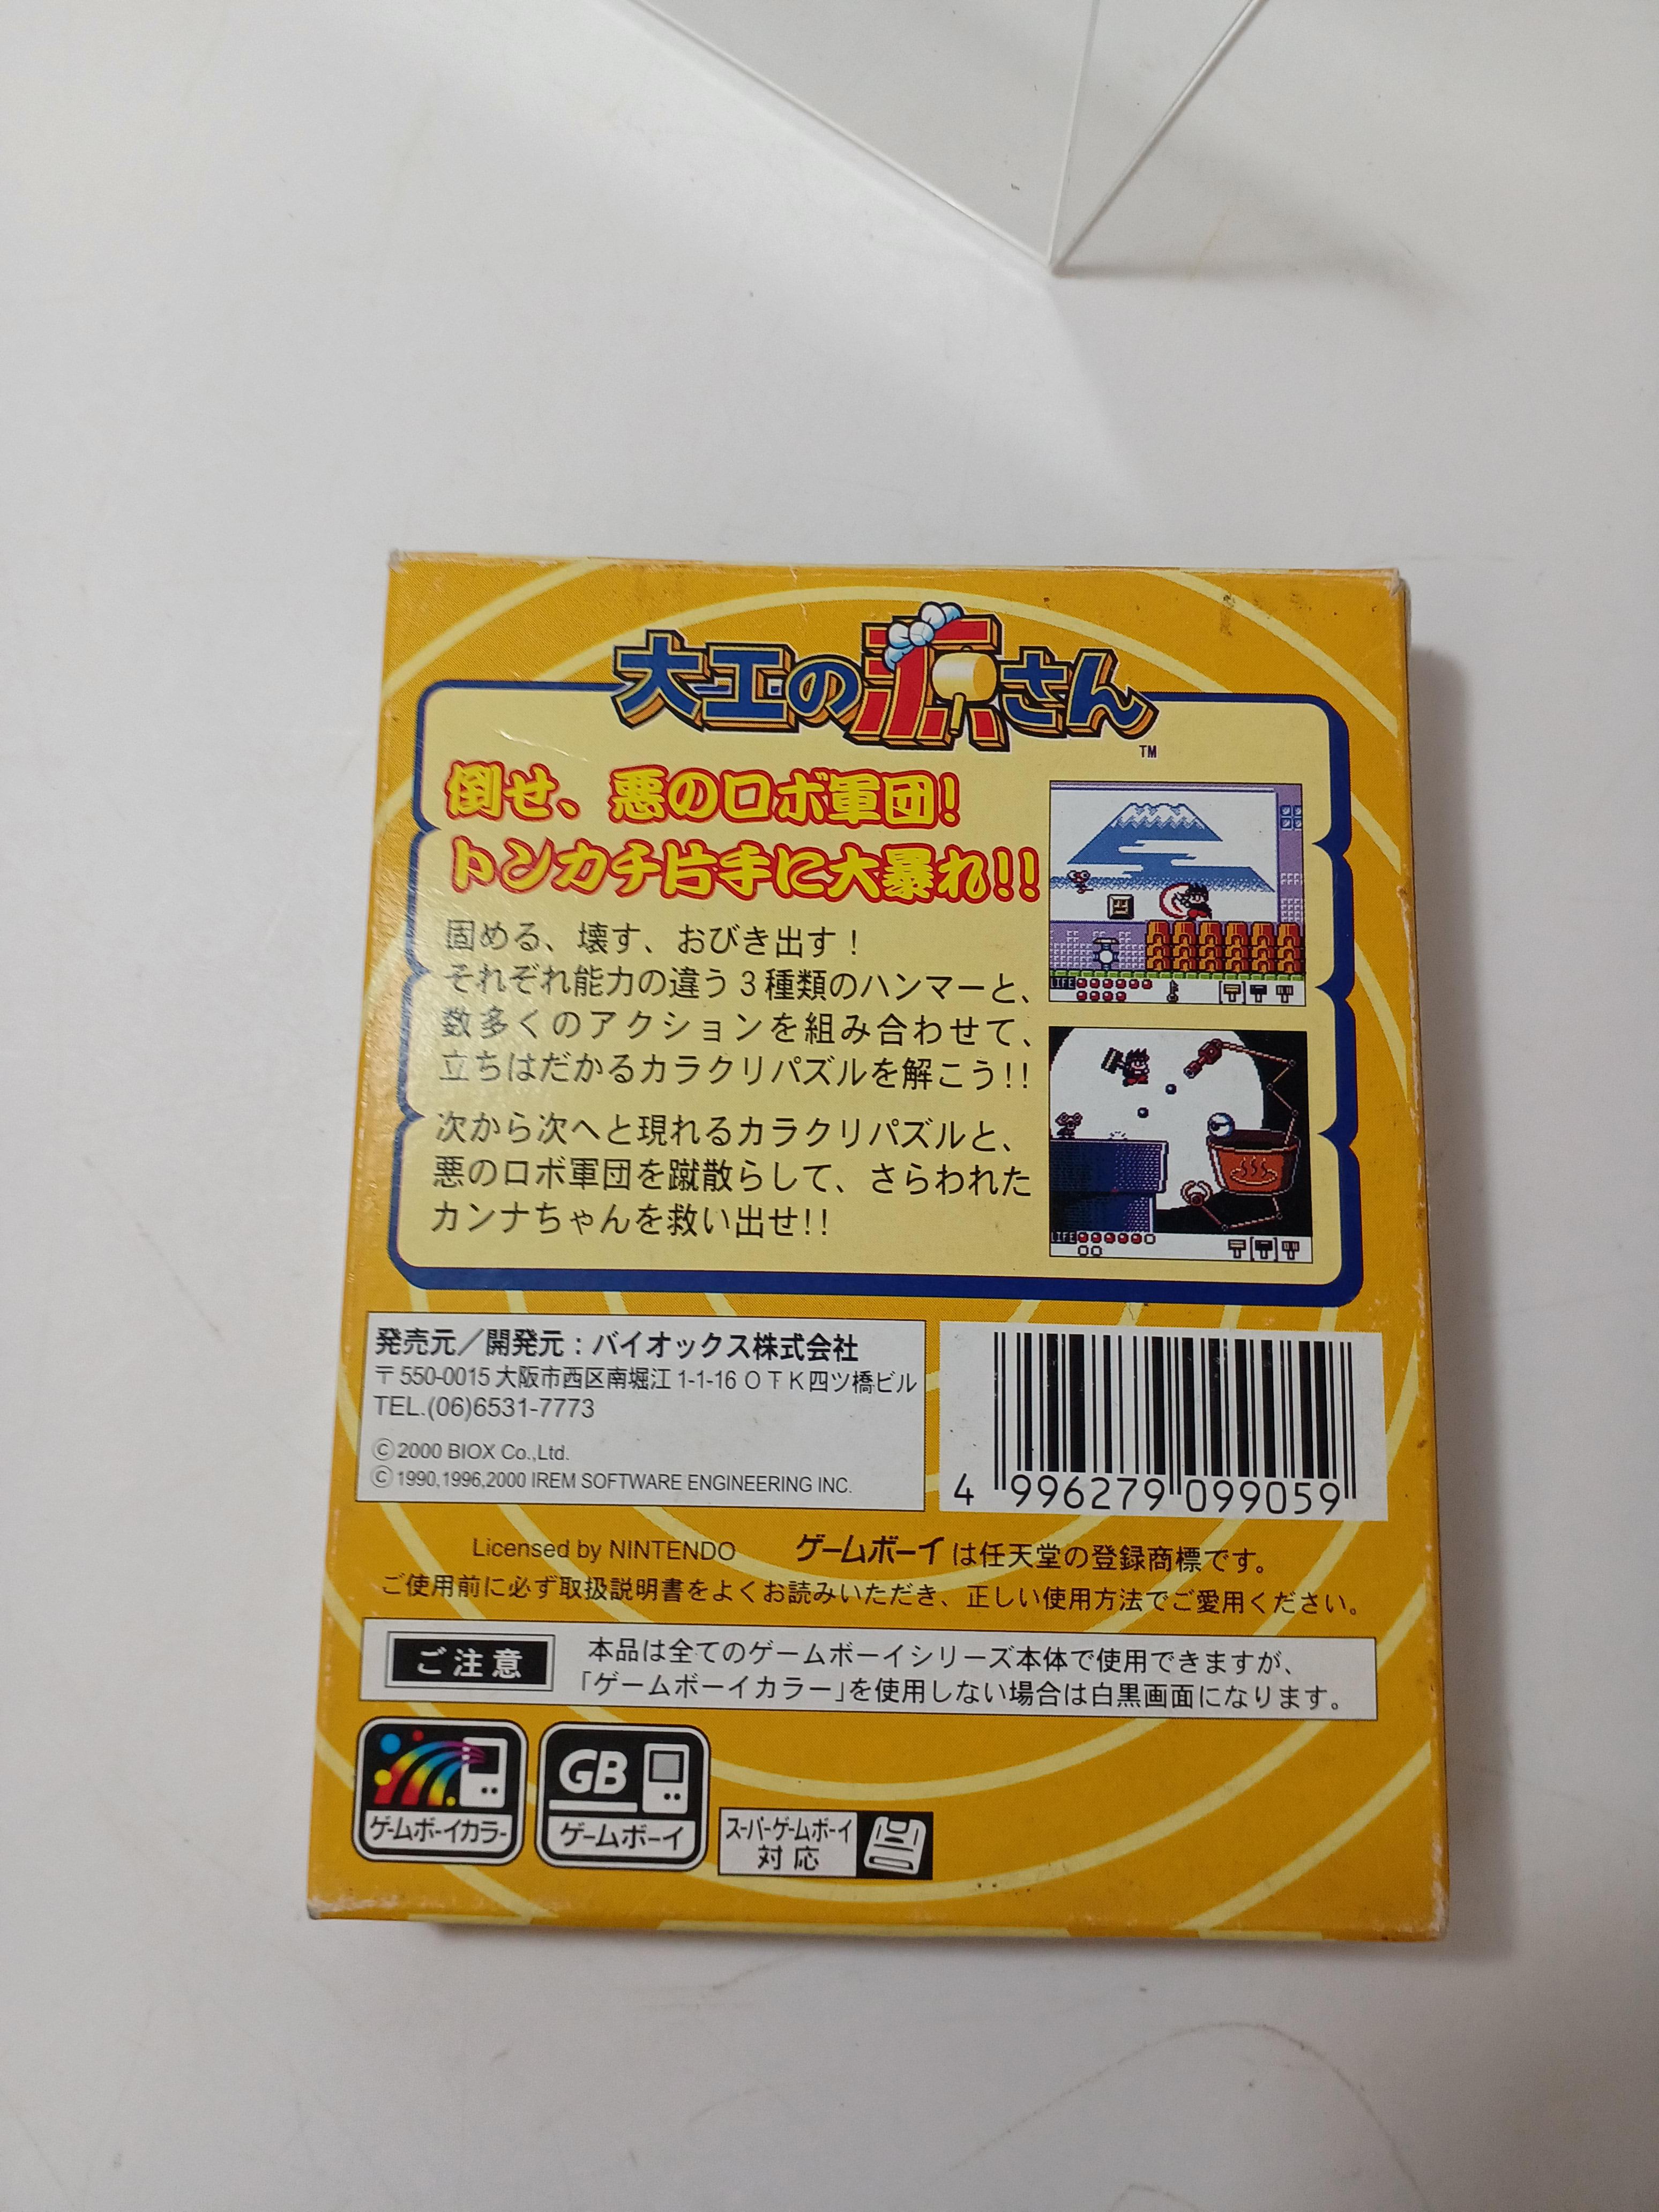 大工の源さん
TM
倒せ、悪のロボ軍団!
トンカチ片手に大暴れ!!
固める、壊す、おびき出す！
それぞれ能力の違う3種類のハンマーと、
数多くのアクションを組み合わせて、
立ちはだかるカラクリパズルを解こう!!
次から次へと現れるカラクリパズルと、
悪のロボ軍団を蹴散らして、さらわれた
カンナちゃんを救い出せ!!
LIFE
LIFE
発売元／開発元：バイオックス株式会社
〒550-0015 大阪市西区南堀江 1-1-16 ＯＴＫ四ツ橋ビル
TEL.(06)6531-7773
©2000 BIOX Co.,Ltd.
©1990,1996,2000 IREM SOFTWARE ENGINEERING INC.
4 996279 099059
Licensed by NINTENDO ゲームボーイは任天堂の登録商標です。
ご使用前に必ず取扱説明書をよくお読みいただき、正しい使用方法でご愛用ください。
ご注意
本品は全てのゲームボーイシリーズ本体で使用できますが、
「ゲームボーイカラー」を使用しない場合は白黒画面になります。
ゲームボーイカラー
GB
ゲームボーイ
スーパーゲームボーイ
対応